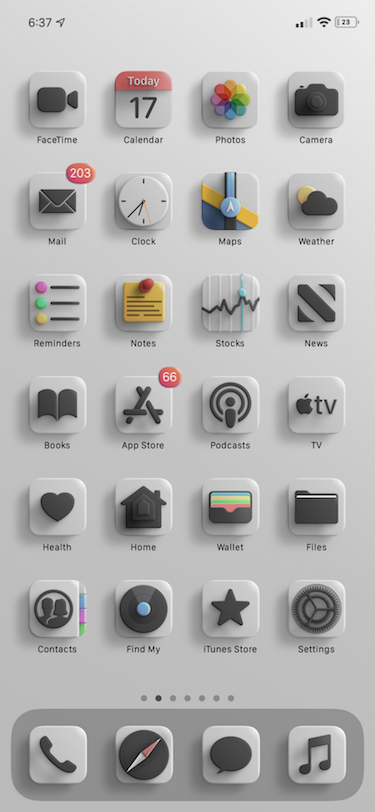 6:37
23
Today
17
FaceTime
Calendar
Photos
Camera
203
Mail
Clock
Maps
Weather
Reminders
Notes
Stocks
News
66
tv
Books
App Store
Podcasts
TV
Health
Home
Wallet
Files
Contacts
Find My
iTunes Store
Settings